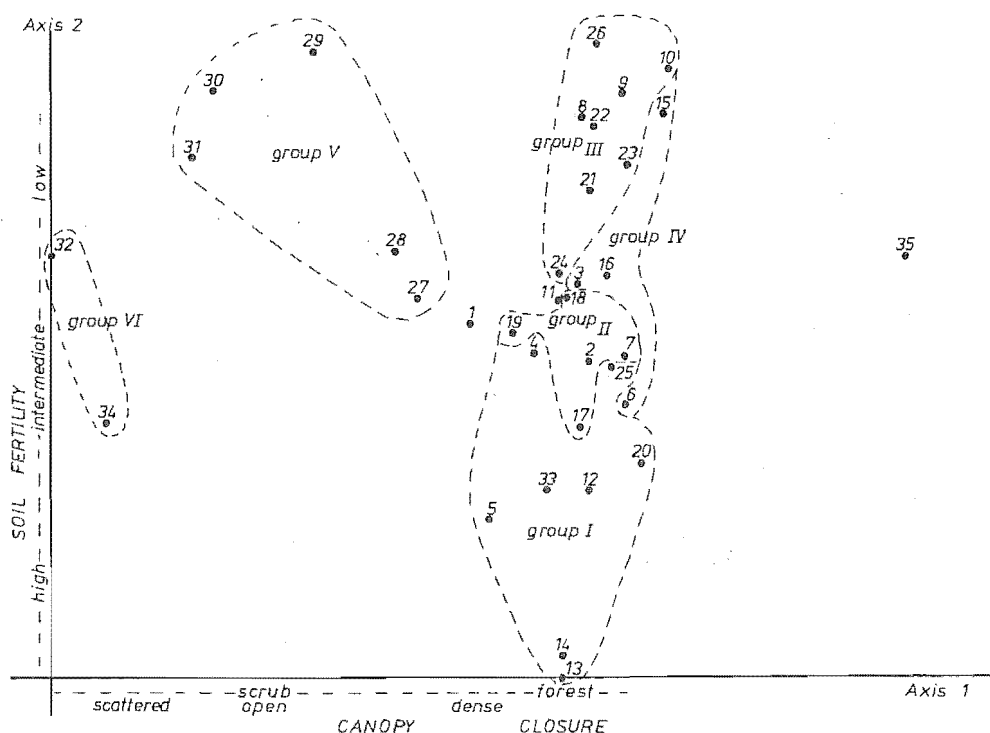 Axis 2
29
26
10
30
9
15
8
22
group V
group III
31
23
21
low
group IV
32
28
24
3
16
35
27
11
18
group VI
1
19
group II
4
2
7
25
6
34
17
20
33
12
5
group I
SOIL FERTILITY
high
intermediate
14
13
Axis 1
scrub
forest
scattered
open
dense
CANOPY CLOSURE